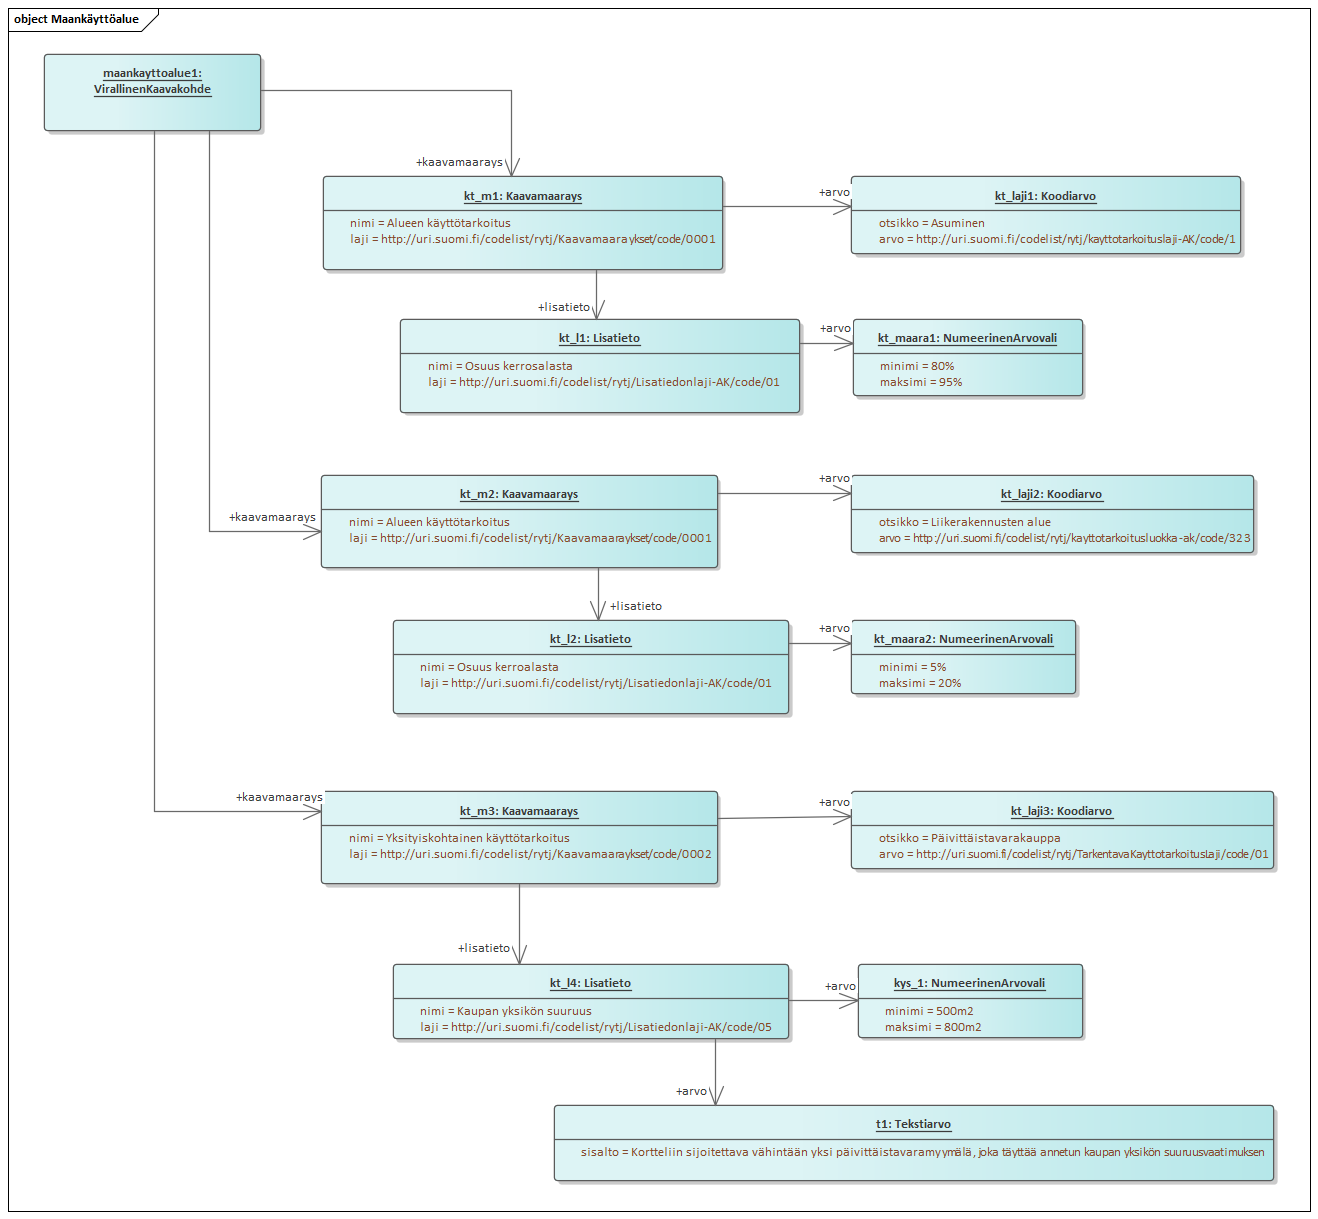 object Maankäyttöalue
maankayttoalue1:
VirallinenKaavakohde
+kaavamaarays
kt_m1: Kaavamaarays
nimi = Alueen käyttötarkoitus
laji = http://uri.suomi.fi/codelist/rytj/Kaavamaaraykset/code/0001
+arvo
kt_laji1: Koodiarvo
otsikko = Asuminen
arvo = http://uri.suomi.fi/codelist/rytj/kayttotarkoituslaji-AK/code/1
+lisatieto
kt_l1: Lisatieto
nimi = Osuus kerrosalasta
laji = http://uri.suomi.fi/codelist/rytj/Lisatiedonlaji-AK/code/01
+arvo
kt_maara1: NumeerinenArvovali
minimi = 80%
maksimi = 95%
+kaavamaarays
kt_m2: Kaavamaarays
nimi = Alueen käyttötarkoitus
laji = http://uri.suomi.fi/codelist/rytj/Kaavamaaraykset/code/0001
+arvo
kt_laji2: Koodiarvo
otsikko = Liikerakennusten alue
arvo = http://uri.suomi.fi/codelist/rytj/kayttotarkoitusluokka-ak/code/323
+lisatieto
kt_l2: Lisatieto
nimi = Osuus kerroalasta
laji = http://uri.suomi.fi/codelist/rytj/Lisatiedonlaji-AK/code/01
+arvo
kt_maara2: NumeerinenArvovali
minimi = 5%
maksimi = 20%
+kaavamaarays
kt_m3: Kaavamaarays
nimi = Yksityiskohtainen käyttötarkoitus
laji = http://uri.suomi.fi/codelist/rytj/Kaavamaaraykset/code/0002
+arvo
kt_laji3: Koodiarvo
otsikko = Päivittäistavarakauppa
arvo = http://uri.suomi.fi/codelist/rytj/TarkentavaKayttotarkoitusLaji/code/01
+lisatieto
kt_l4: Lisatieto
nimi = Kaupan yksikön suuruus
laji = http://uri.suomi.fi/codelist/rytj/Lisatiedonlaji-AK/code/05
+arvo
kys_1: NumeerinenArvovali
minimi = 500m2
maksimi = 800m2
+arvo
t1: Tekstiarvo
sisalto = Kortteliin sijoitettava vähintään yksi päivittäistavaramyymälä, joka täyttää annetun kaupan yksikön suuruusvaatimuksen